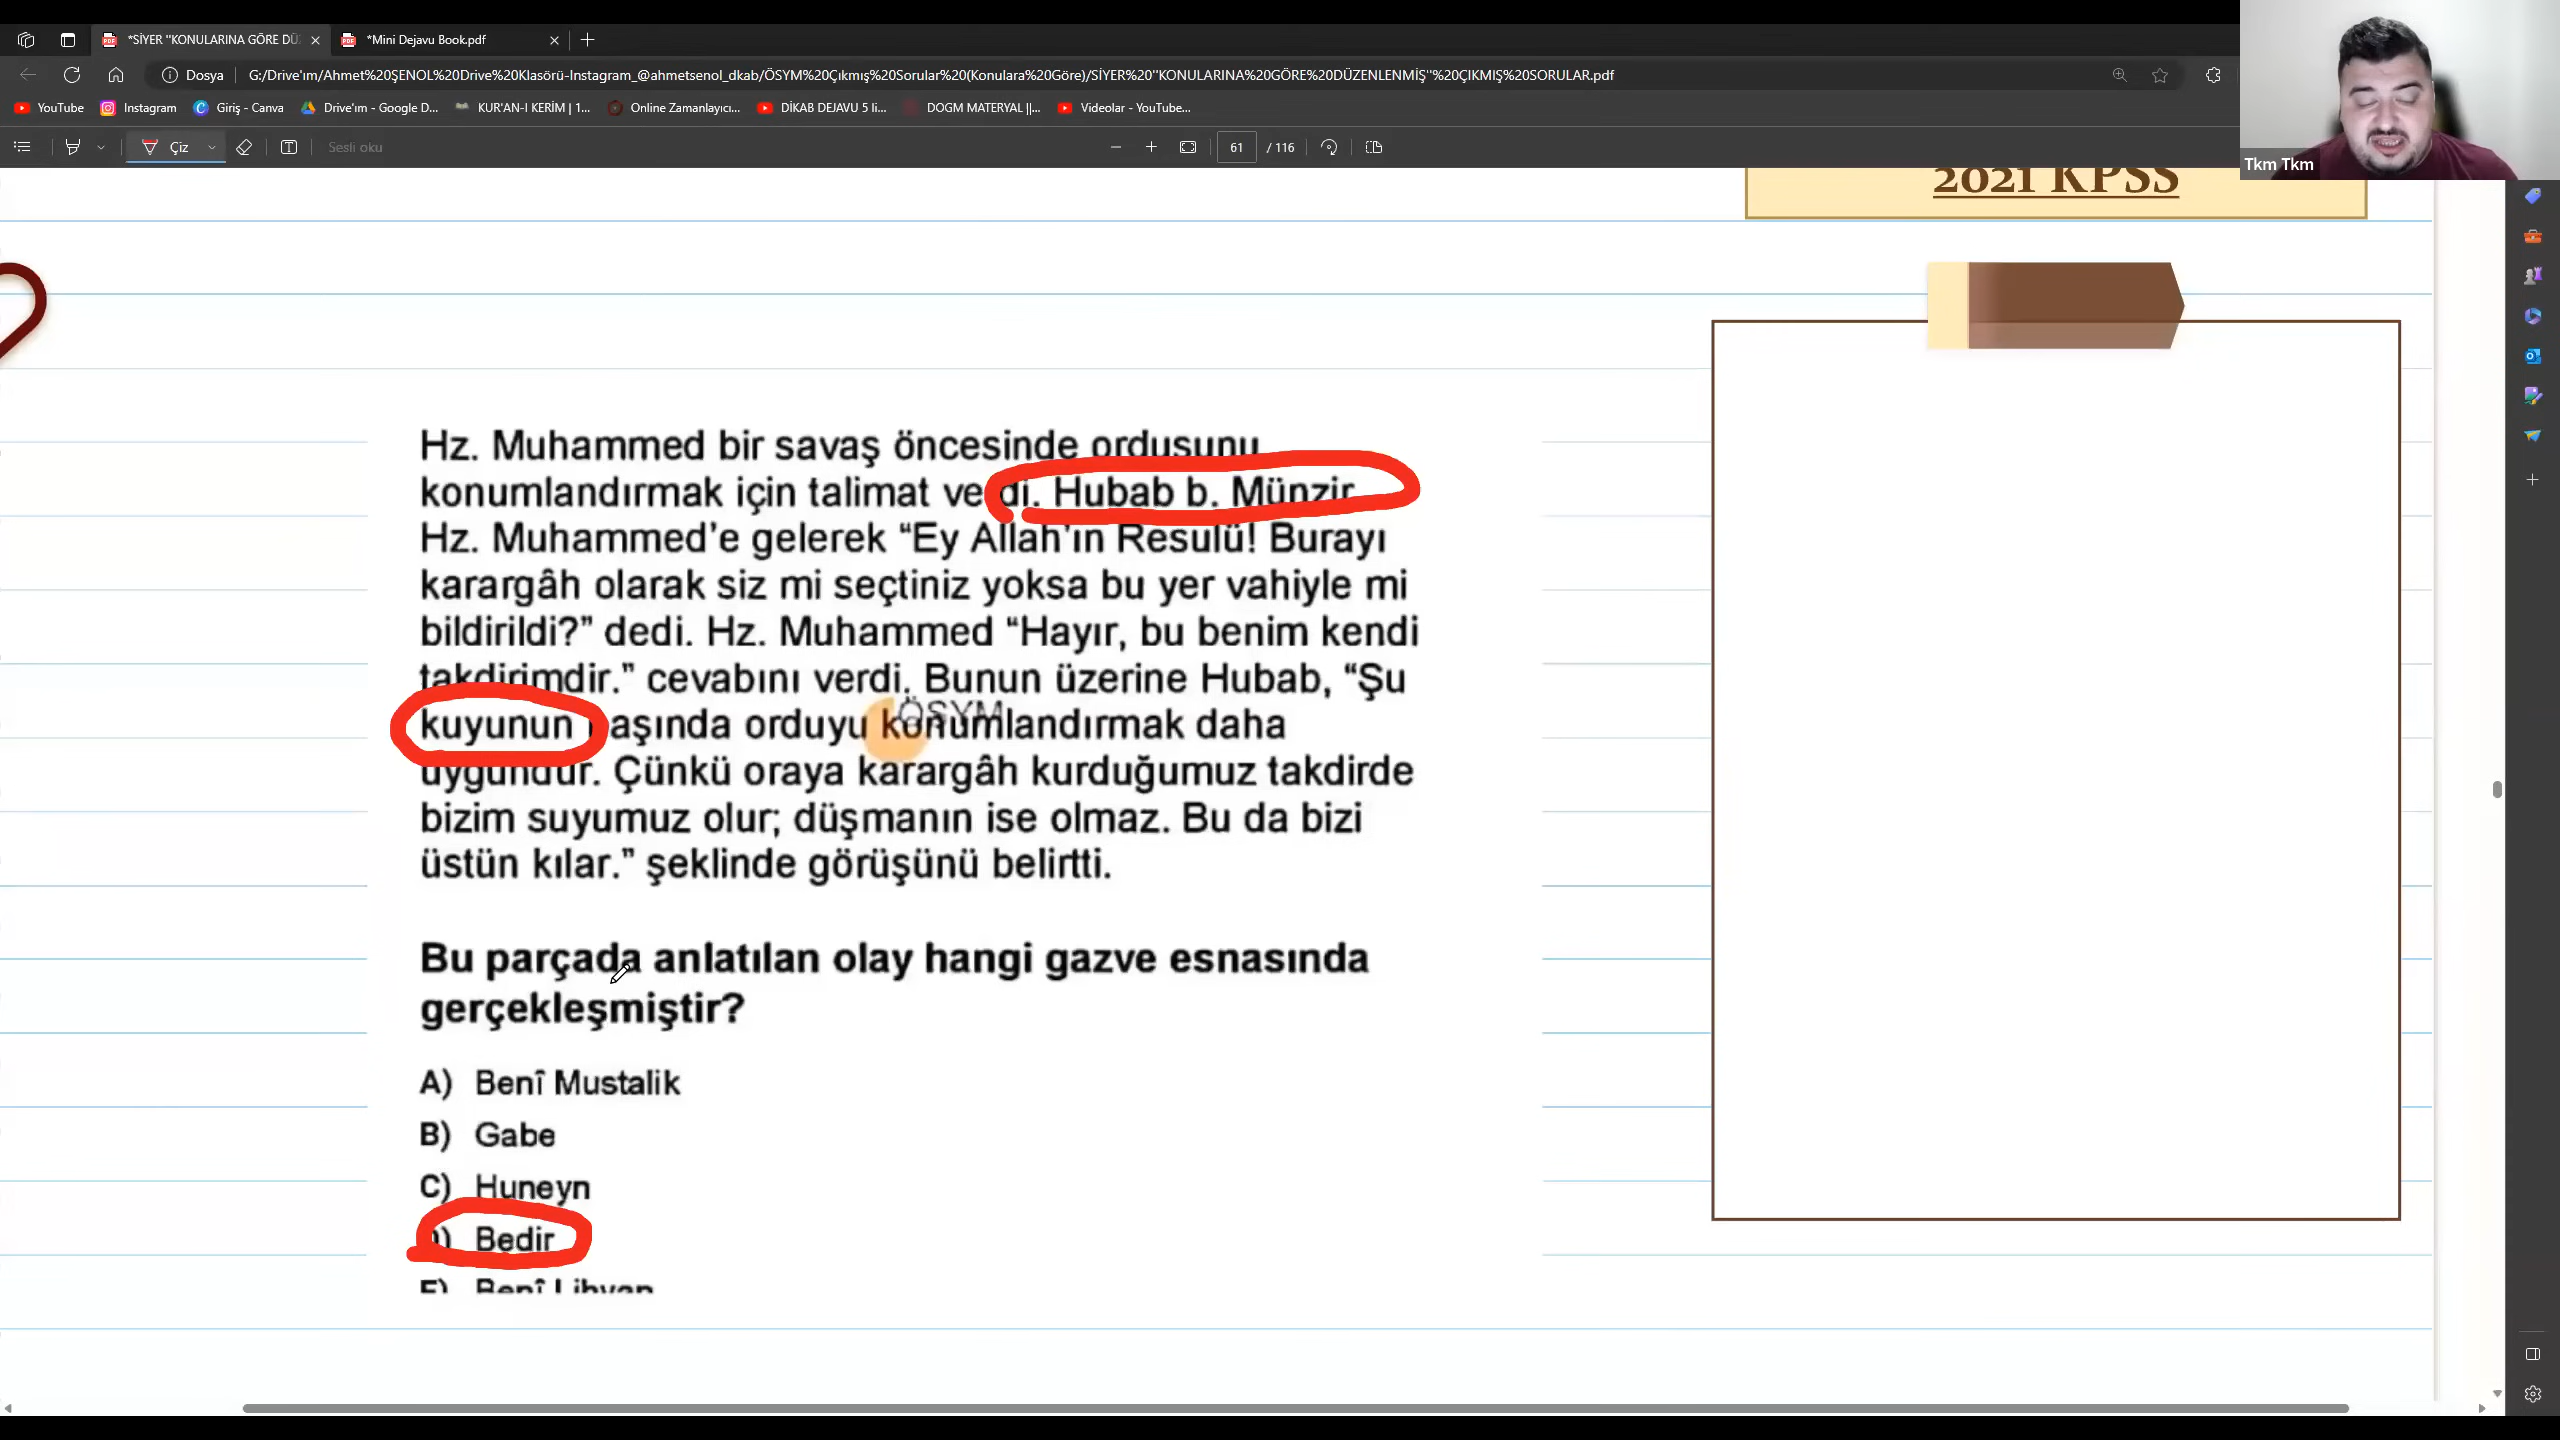 *SİYER "KONULARINA GÖRE DÜ
*Mini Dejavu Book.pdf
Dosya
G:/Drive'ım/Ahmet%20ŞENOL%20Drive%20Klasörü-Instagram_@ahmetsenol_dkab/ÖSYM%20Çıkmış%20Sorular%20(Konulara%20Göre)/SİYER%20''KONULARINA%20GÖRE%20DÜZENLENMİŞ''%20ÇIKMIŞ%20SORULAR.pdf
YouTube
Instagram
Giriş - Canva
Drive'ım - Google D...
KUR'AN-I KERİM | 1...
Online Zamanlayıcı...
DİKAB DEJAVU 5 li...
DOGM MATERYAL ||...
Videolar - YouTube...
Çiz
Sesli oku
61 / 116
Tkm Tkm
2021 KPSS
Hz. Muhammed bir savaş öncesinde ordusunu
konumlandırmak için talimat verdi. Hubab b. Münzir
Hz. Muhammed’e gelerek “Ey Allah’ın Resulü! Burayı
karargâh olarak siz mi seçtiniz yoksa bu yer vahiyle mi
bildirildi?” dedi. Hz. Muhammed “Hayır, bu benim kendi
takdirimdir.” cevabını verdi. Bunun üzerine Hubab, “Şu
kuyunun başında orduyu konumlandırmak daha
uygundur. Çünkü oraya karargâh kurduğumuz takdirde
bizim suyumuz olur; düşmanın ise olmaz. Bu da bizi
üstün kılar.” şeklinde görüşünü belirtti.
ÖSYM
Bu parçada anlatılan olay hangi gazve esnasında
gerçekleşmiştir?
A) Benî Mustalik
B) Gabe
C) Huneyn
D) Bedir
E) Benî Lihyan